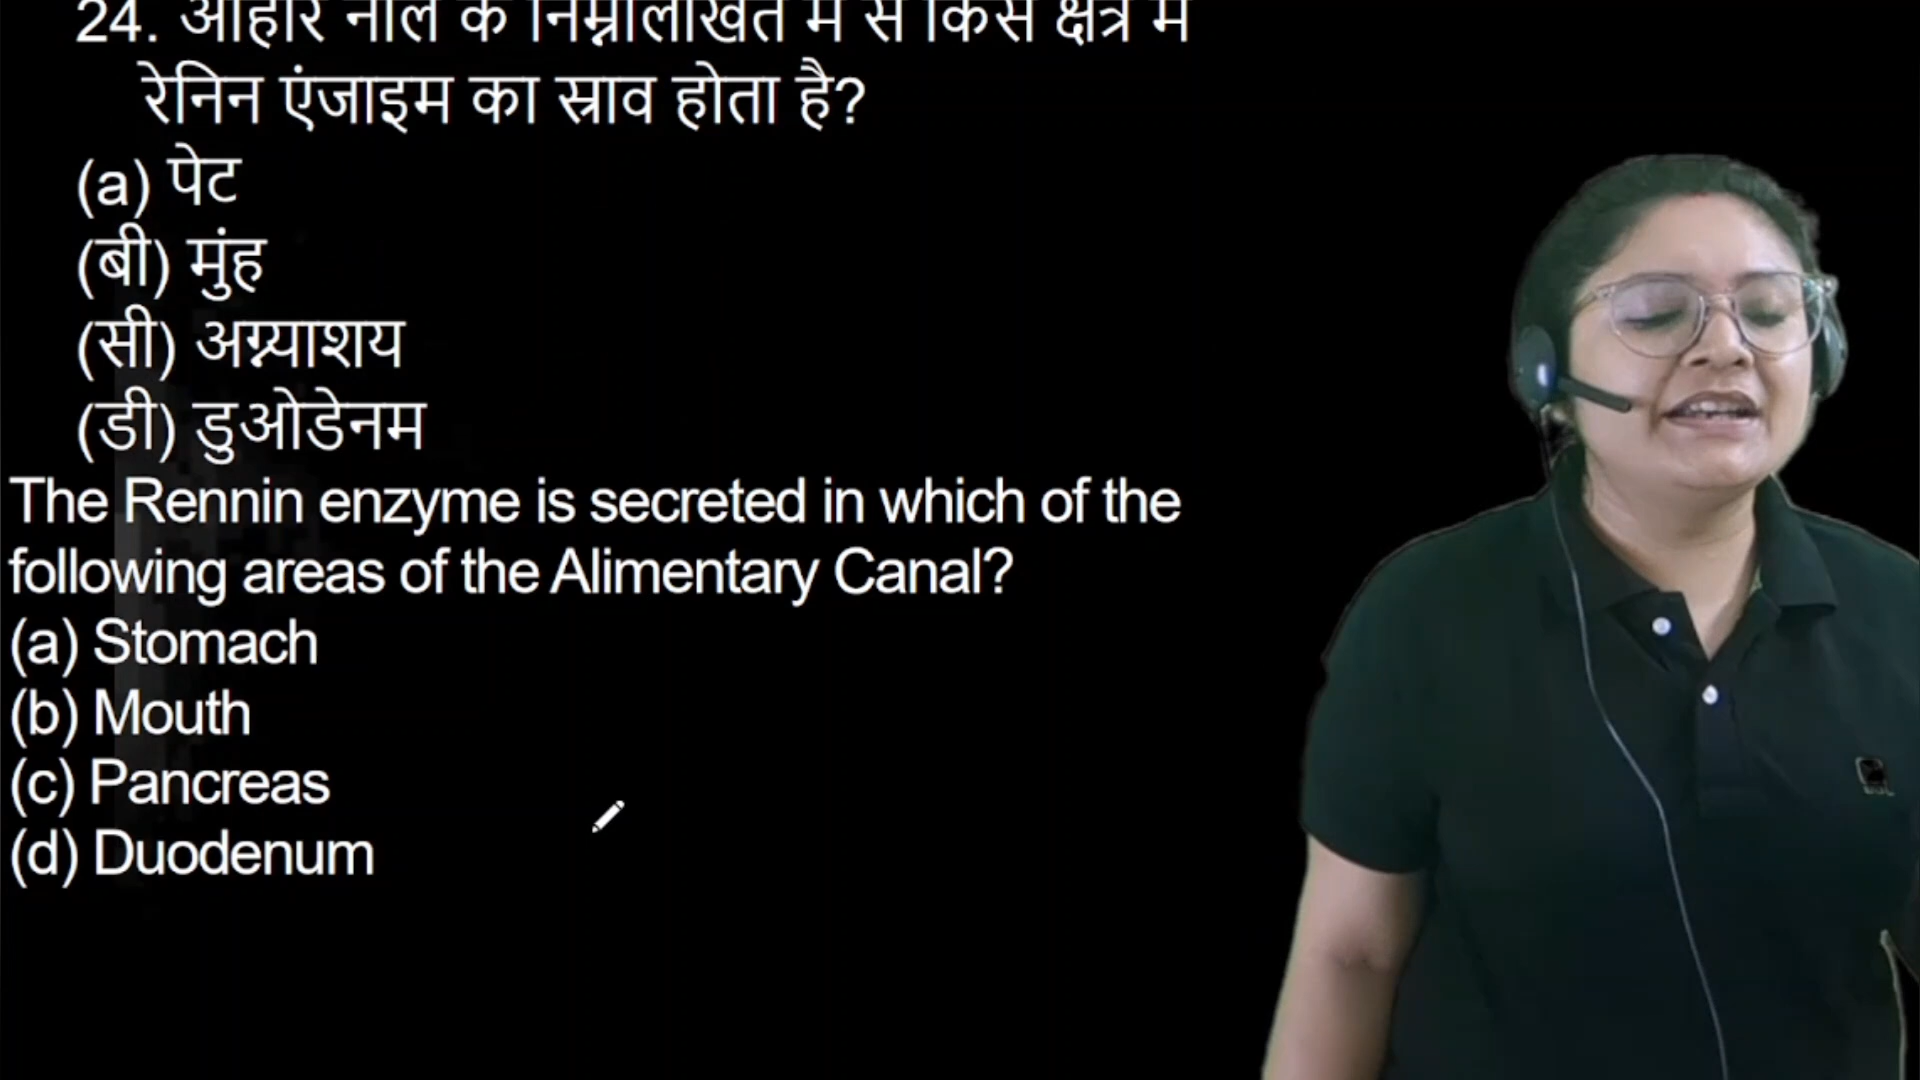 24. आहार नाल के निम्नलिखित में से किस क्षेत्र में
रेनिन एंजाइम का स्राव होता है?
(a) पेट
(बी) मुंह
(सी) अग्न्याशय
(डी) डुओडेनम
The Rennin enzyme is secreted in which of the
following areas of the Alimentary Canal?
(a) Stomach
(b) Mouth
(c) Pancreas
(d) Duodenum